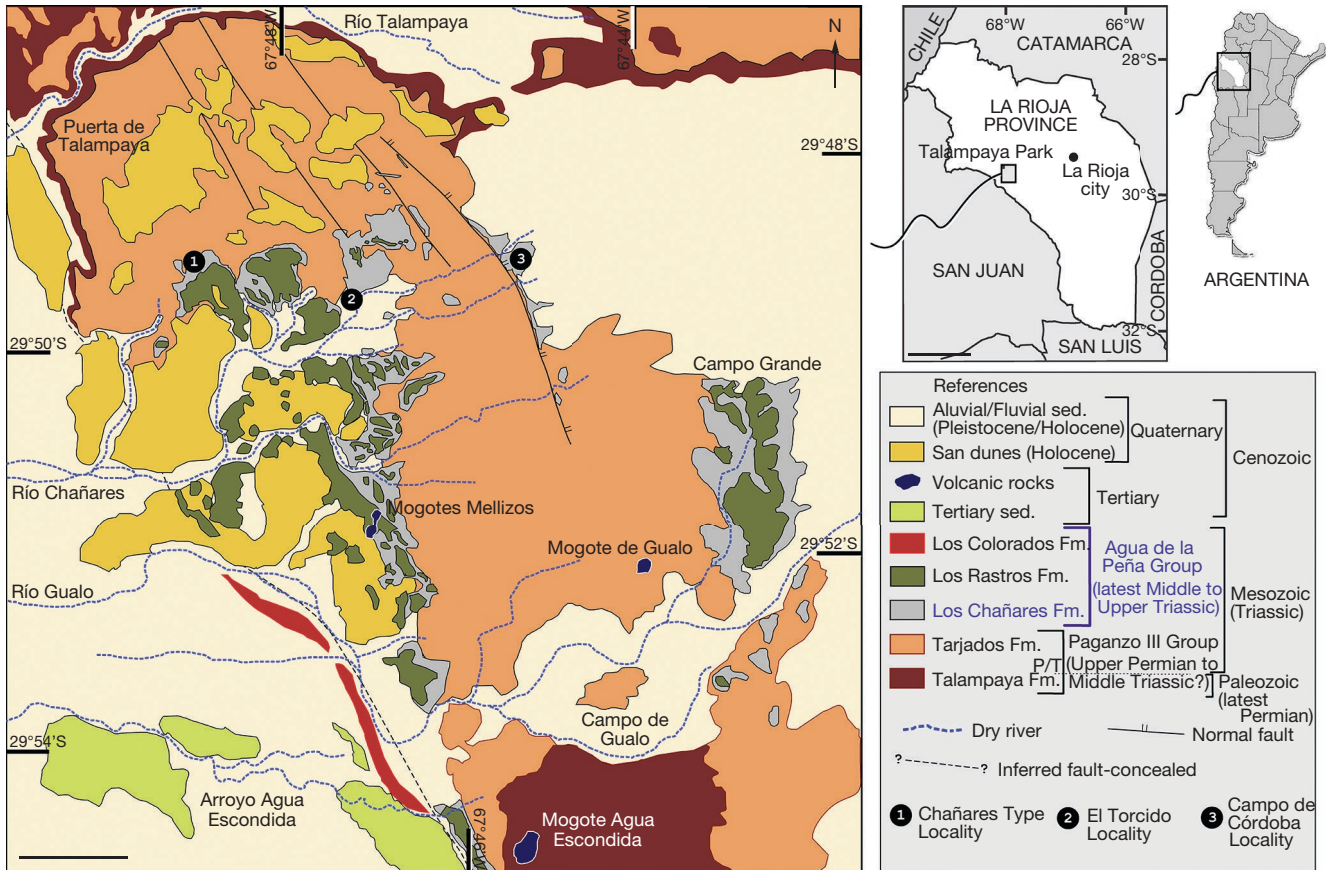 Río Talampaya
67°48'W
67°44'W
N
Puerta de
Talampaya
29°48'S
1
2
3
29°50'S
Campo Grande
Río Chañares
Mogotes Mellizos
Mogote de Gualo
29°52'S
Río Gualo
Campo de
Gualo
29°54'S
Arroyo Agua
Escondida
67°46'W
Mogote Agua
Escondida
68°W
66°W
CHILE
CATAMARCA
28°S
LA RIOJA
PROVINCE
Talampaya Park
La Rioja
city
30°S
SAN JUAN
CORDOBA
32°S
SAN LUIS
ARGENTINA
References
Aluvial/Fluvial sed.
(Pleistocene/Holocene)
San dunes (Holocene)
Quaternary
Volcanic rocks
Tertiary sed.
Tertiary
Cenozoic
Los Colorados Fm.
Los Rastros Fm.
Los Chañares Fm.
Agua de la
Peña Group
(latest Middle to
Upper Triassic)
Mesozoic
(Triassic)
Tarjados Fm.
Talampaya Fm.
P/T
Paganzo III Group
(Upper Permian to
Middle Triassic?)
Paleozoic
(latest
Permian)
Dry river
Normal fault
? ? Inferred fault-concealed
1 Chañares Type
Locality
2 El Torcido
Locality
3 Campo de
Córdoba
Locality